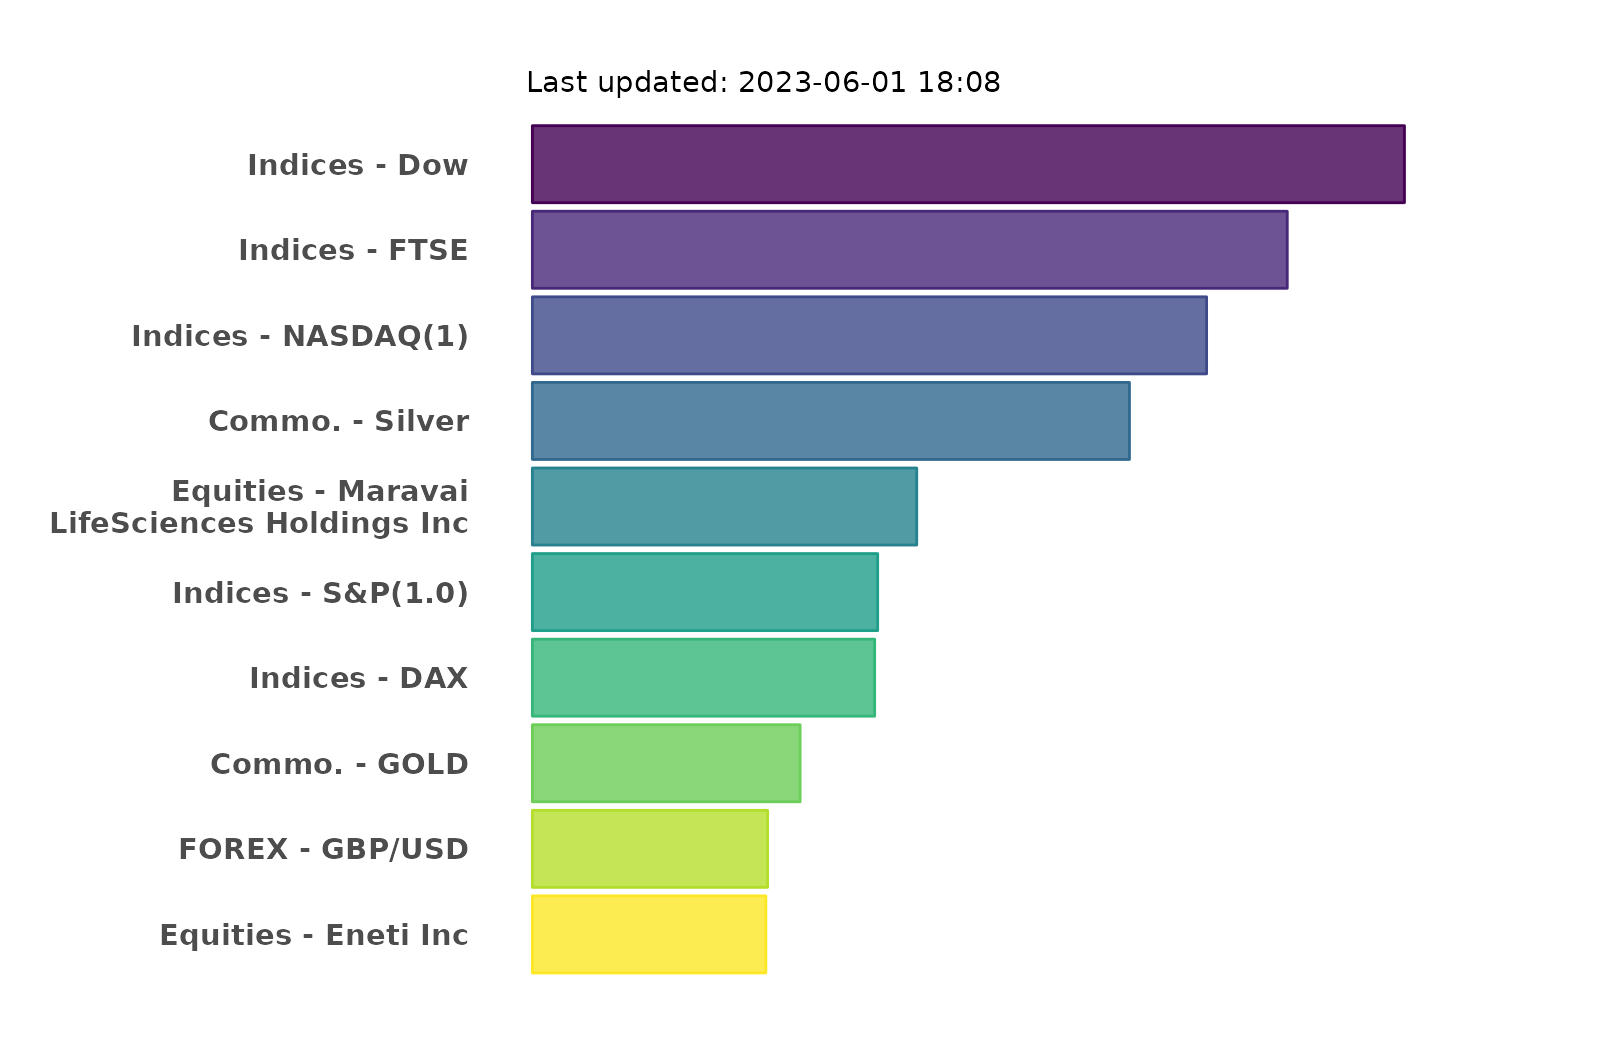 Last updated: 2023-06-01 18:08
Indices - Dow
Indices - FTSE
Indices - NASDAQ(1)
Commo. - Silver
Equities - Maravai
LifeSciences Holdings Inc
Indices - S&P(1.0)
Indices - DAX
Commo. - GOLD
FOREX - GBP/USD
Equities - Eneti Inc